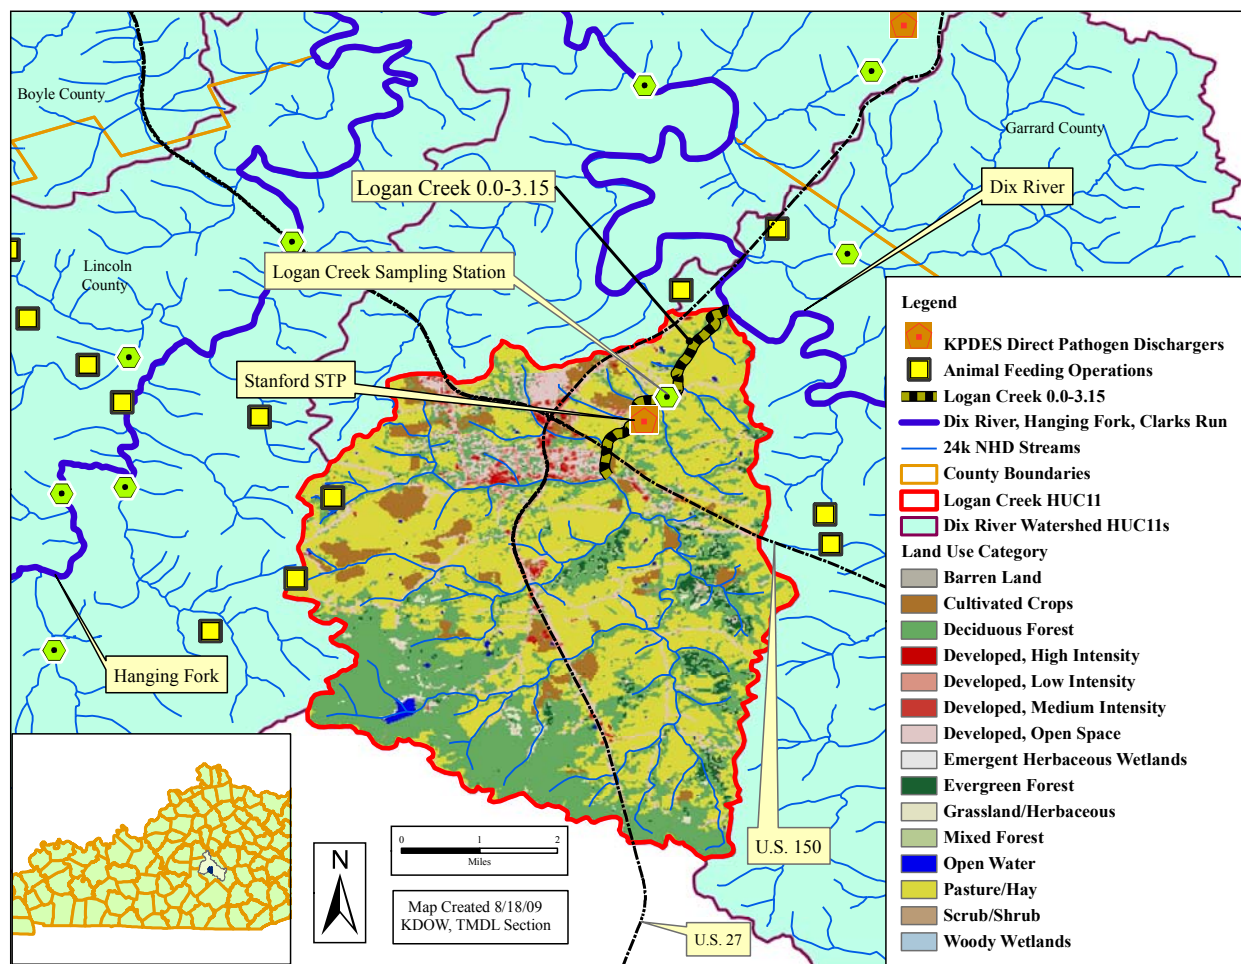 Boyle County
Garrard County
Logan Creek 0.0-3.15
Dix River
Lincoln
County
Logan Creek Sampling Station
Stanford STP
Hanging Fork
U.S. 150
U.S. 27
N
0 1 2
Miles
Map Created 8/18/09
KDOW, TMDL Section
Legend
KPDES Direct Pathogen Dischargers
Animal Feeding Operations
Logan Creek 0.0-3.15
Dix River, Hanging Fork, Clarks Run
24k NHD Streams
County Boundaries
Logan Creek HUC11
Dix River Watershed HUC11s
Land Use Category
Barren Land
Cultivated Crops
Deciduous Forest
Developed, High Intensity
Developed, Low Intensity
Developed, Medium Intensity
Developed, Open Space
Emergent Herbaceous Wetlands
Evergreen Forest
Grassland/Herbaceous
Mixed Forest
Open Water
Pasture/Hay
Scrub/Shrub
Woody Wetlands